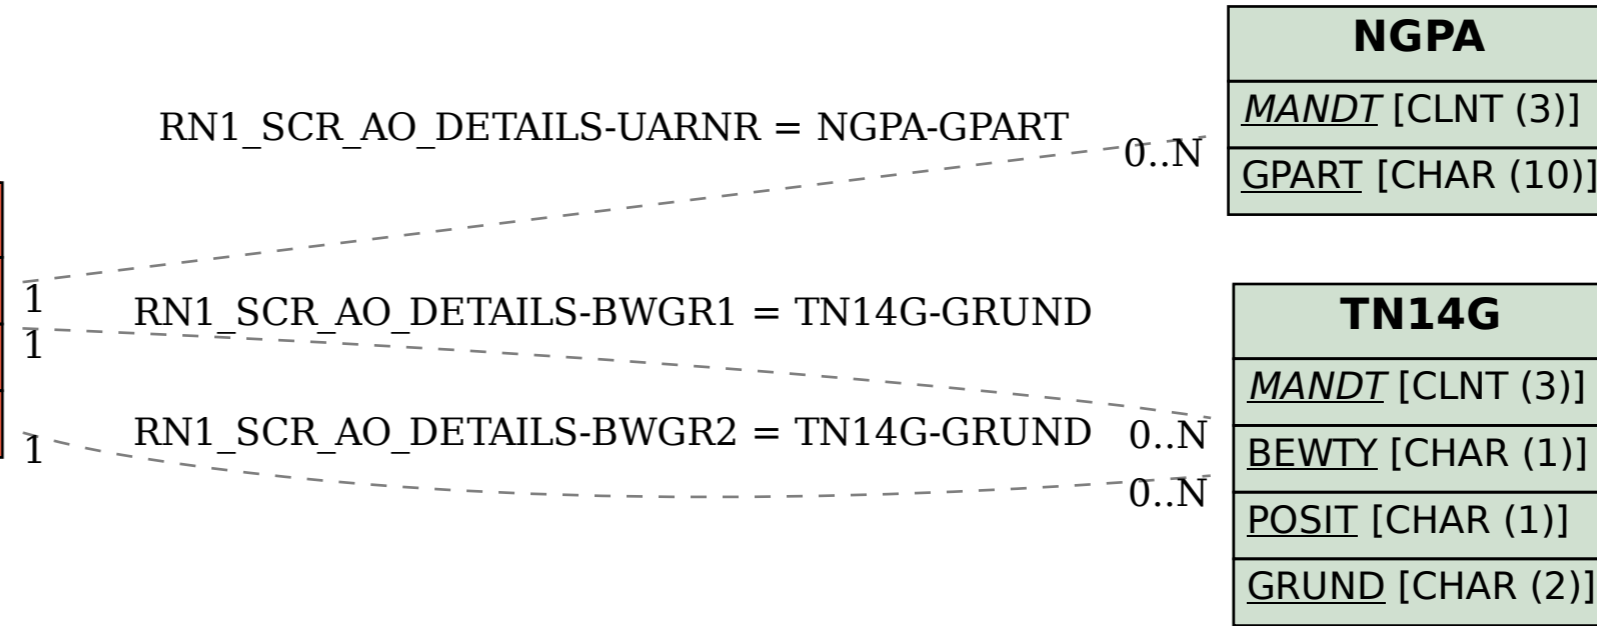 NGPA
MANDT [CLNT (3)]
GPART [CHAR (10)]
RN1_SCR_AO_DETAILS-UARNR = NGPA-GPART
0..N
1
RN1_SCR_AO_DETAILS-BWGR1 = TN14G-GRUND
1
0..N
RN1_SCR_AO_DETAILS-BWGR2 = TN14G-GRUND
1
0..N
TN14G
MANDT [CLNT (3)]
BEWTY [CHAR (1)]
POSIT [CHAR (1)]
GRUND [CHAR (2)]